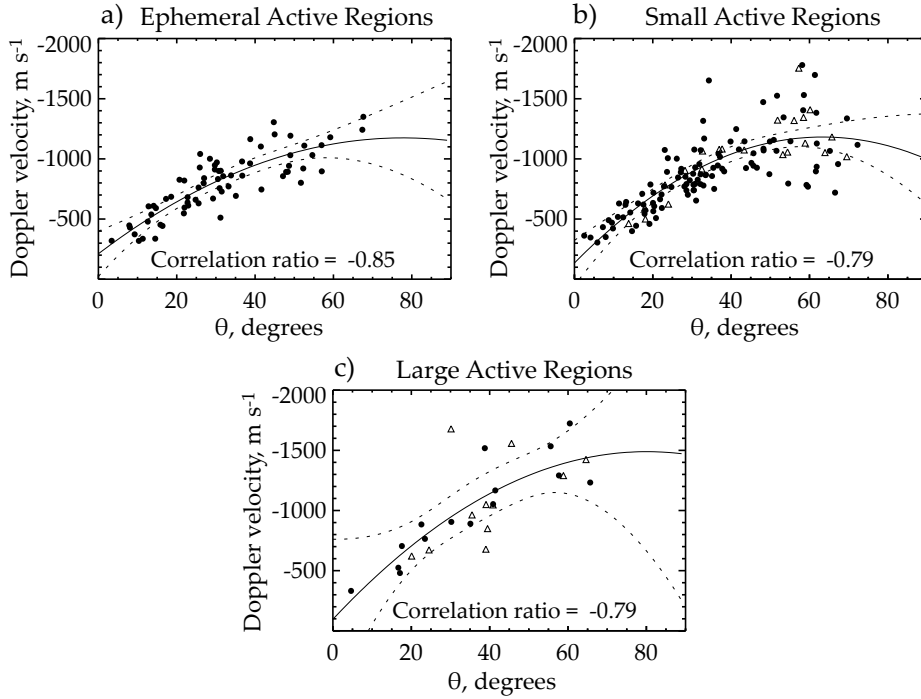 a) Ephemeral Active Regions
-2000
-1500
-1000
-500
Doppler velocity, m s-1
Correlation ratio = -0.85
0 20 40 60 80
θ, degrees
b) Small Active Regions
-2000
-1500
-1000
-500
Doppler velocity, m s-1
Correlation ratio = -0.79
0 20 40 60 80
θ, degrees
c) Large Active Regions
-2000
-1500
-1000
-500
Doppler velocity, m s-1
Correlation ratio = -0.79
0 20 40 60 80
θ, degrees